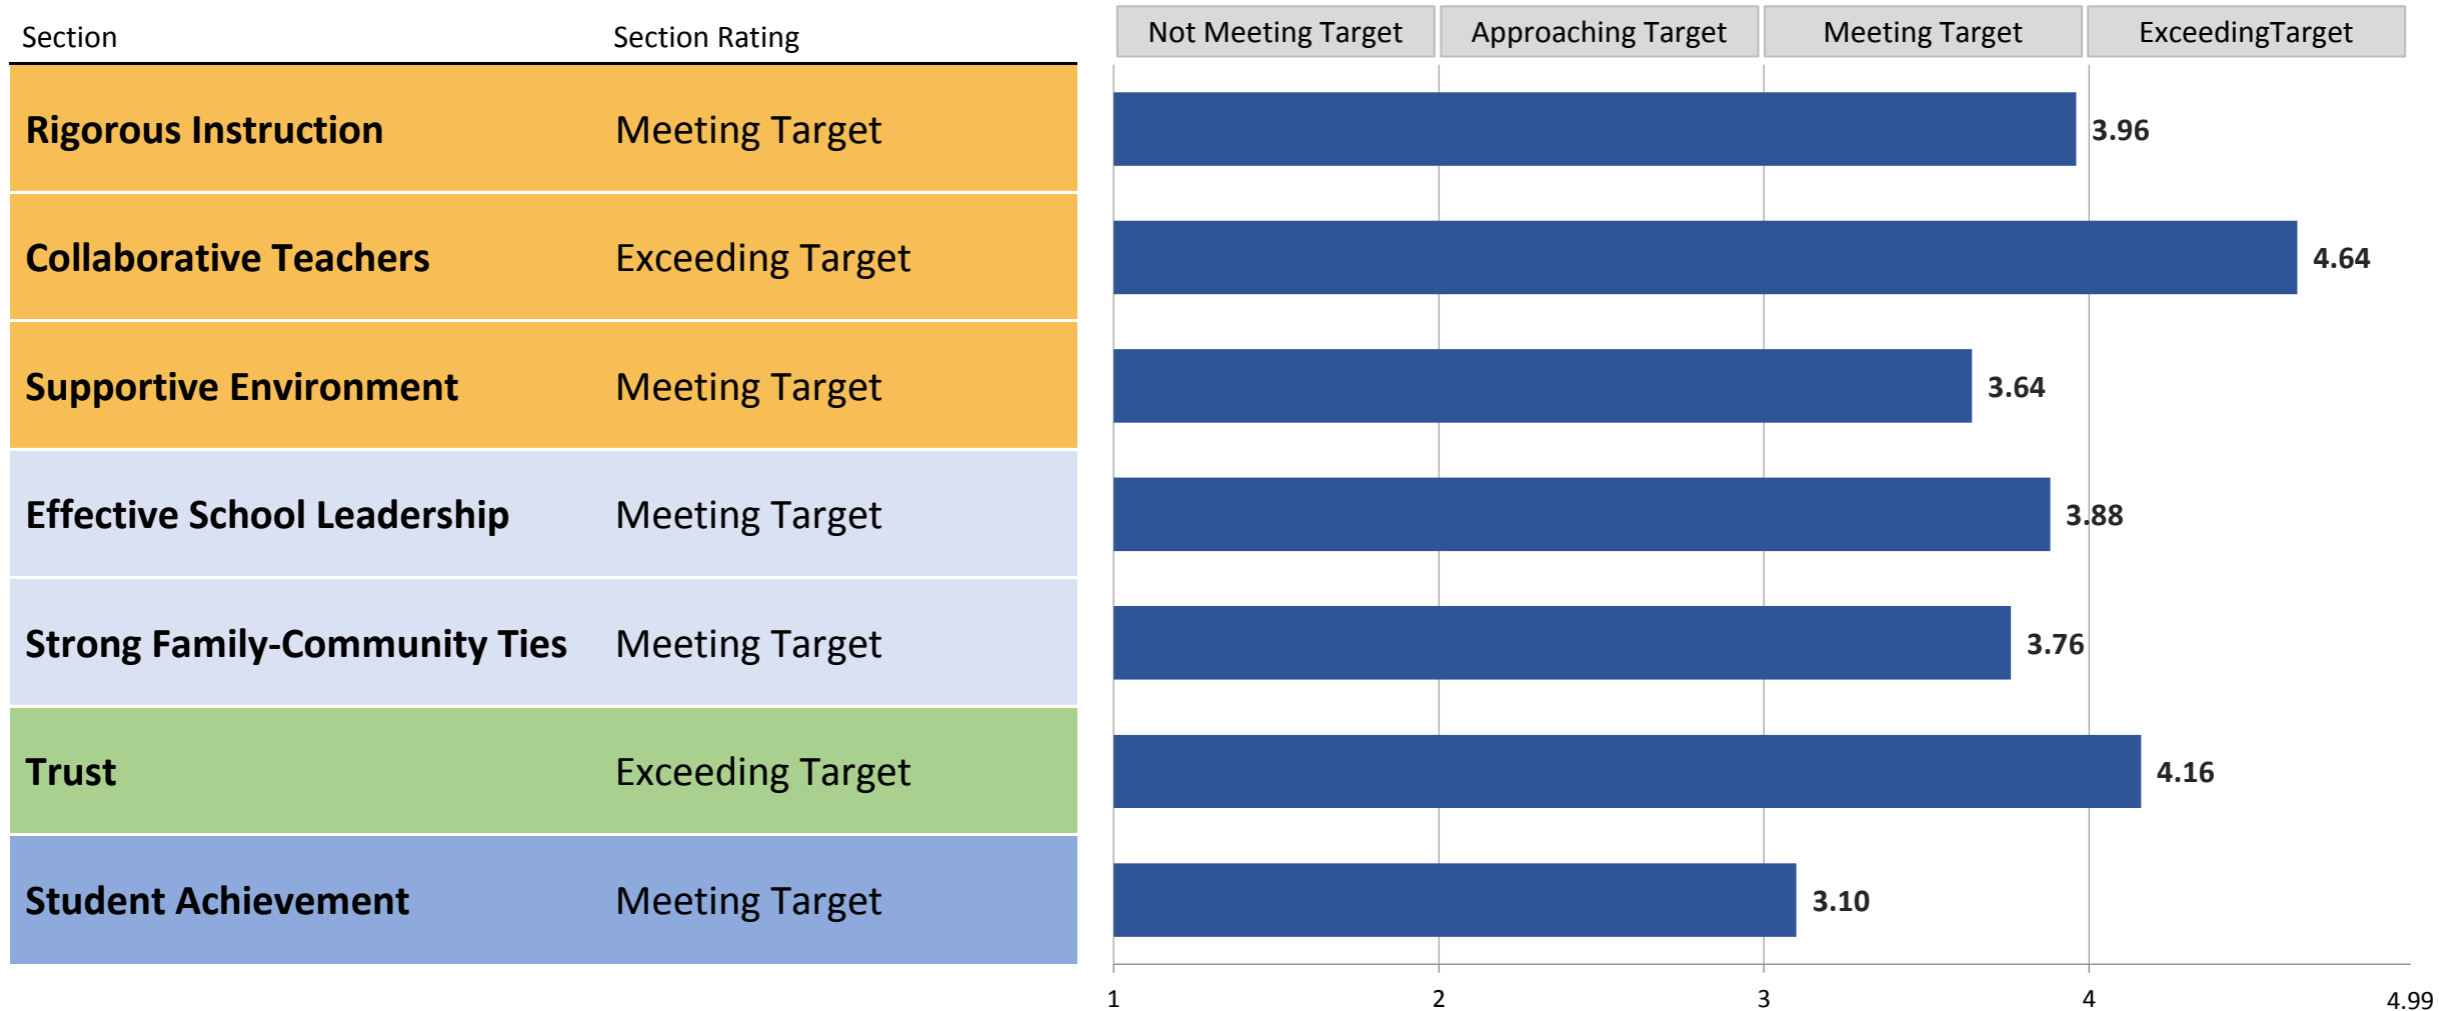 Section Section Rating Not Meeting Target Approaching Target Meeting Target ExceedingTarget
Rigorous Instruction Meeting Target 3.96
Collaborative Teachers Exceeding Target 4.64
Supportive Environment Meeting Target 3.64
Effective School Leadership Meeting Target 3.88
Strong Family-Community Ties Meeting Target 3.76
Trust Exceeding Target 4.16
Student Achievement Meeting Target 3.10
1 2 3 4 4.99